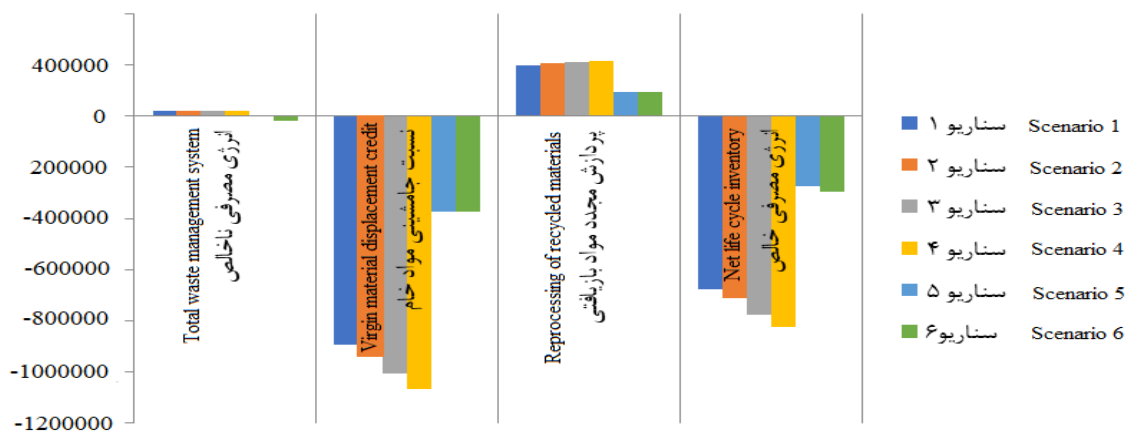 400000
0
-200000
-400000
-600000
-800000
-1000000
-1200000
Total waste management system
انرژی مصرفی ناخالص
Virgin material displacement credit
نسبت جامشینی مواد خام
Reprocessing of recycled materials
پردازش مجدد مواد بازیافتی
Net life cycle inventory
انرژی مصرفی خالص
سناریو ۱ Scenario 1
سناریو ۲ Scenario 2
سناریو ۳ Scenario 3
سناریو ۴ Scenario 4
سناریو ۵ Scenario 5
سناریو۶ Scenario 6